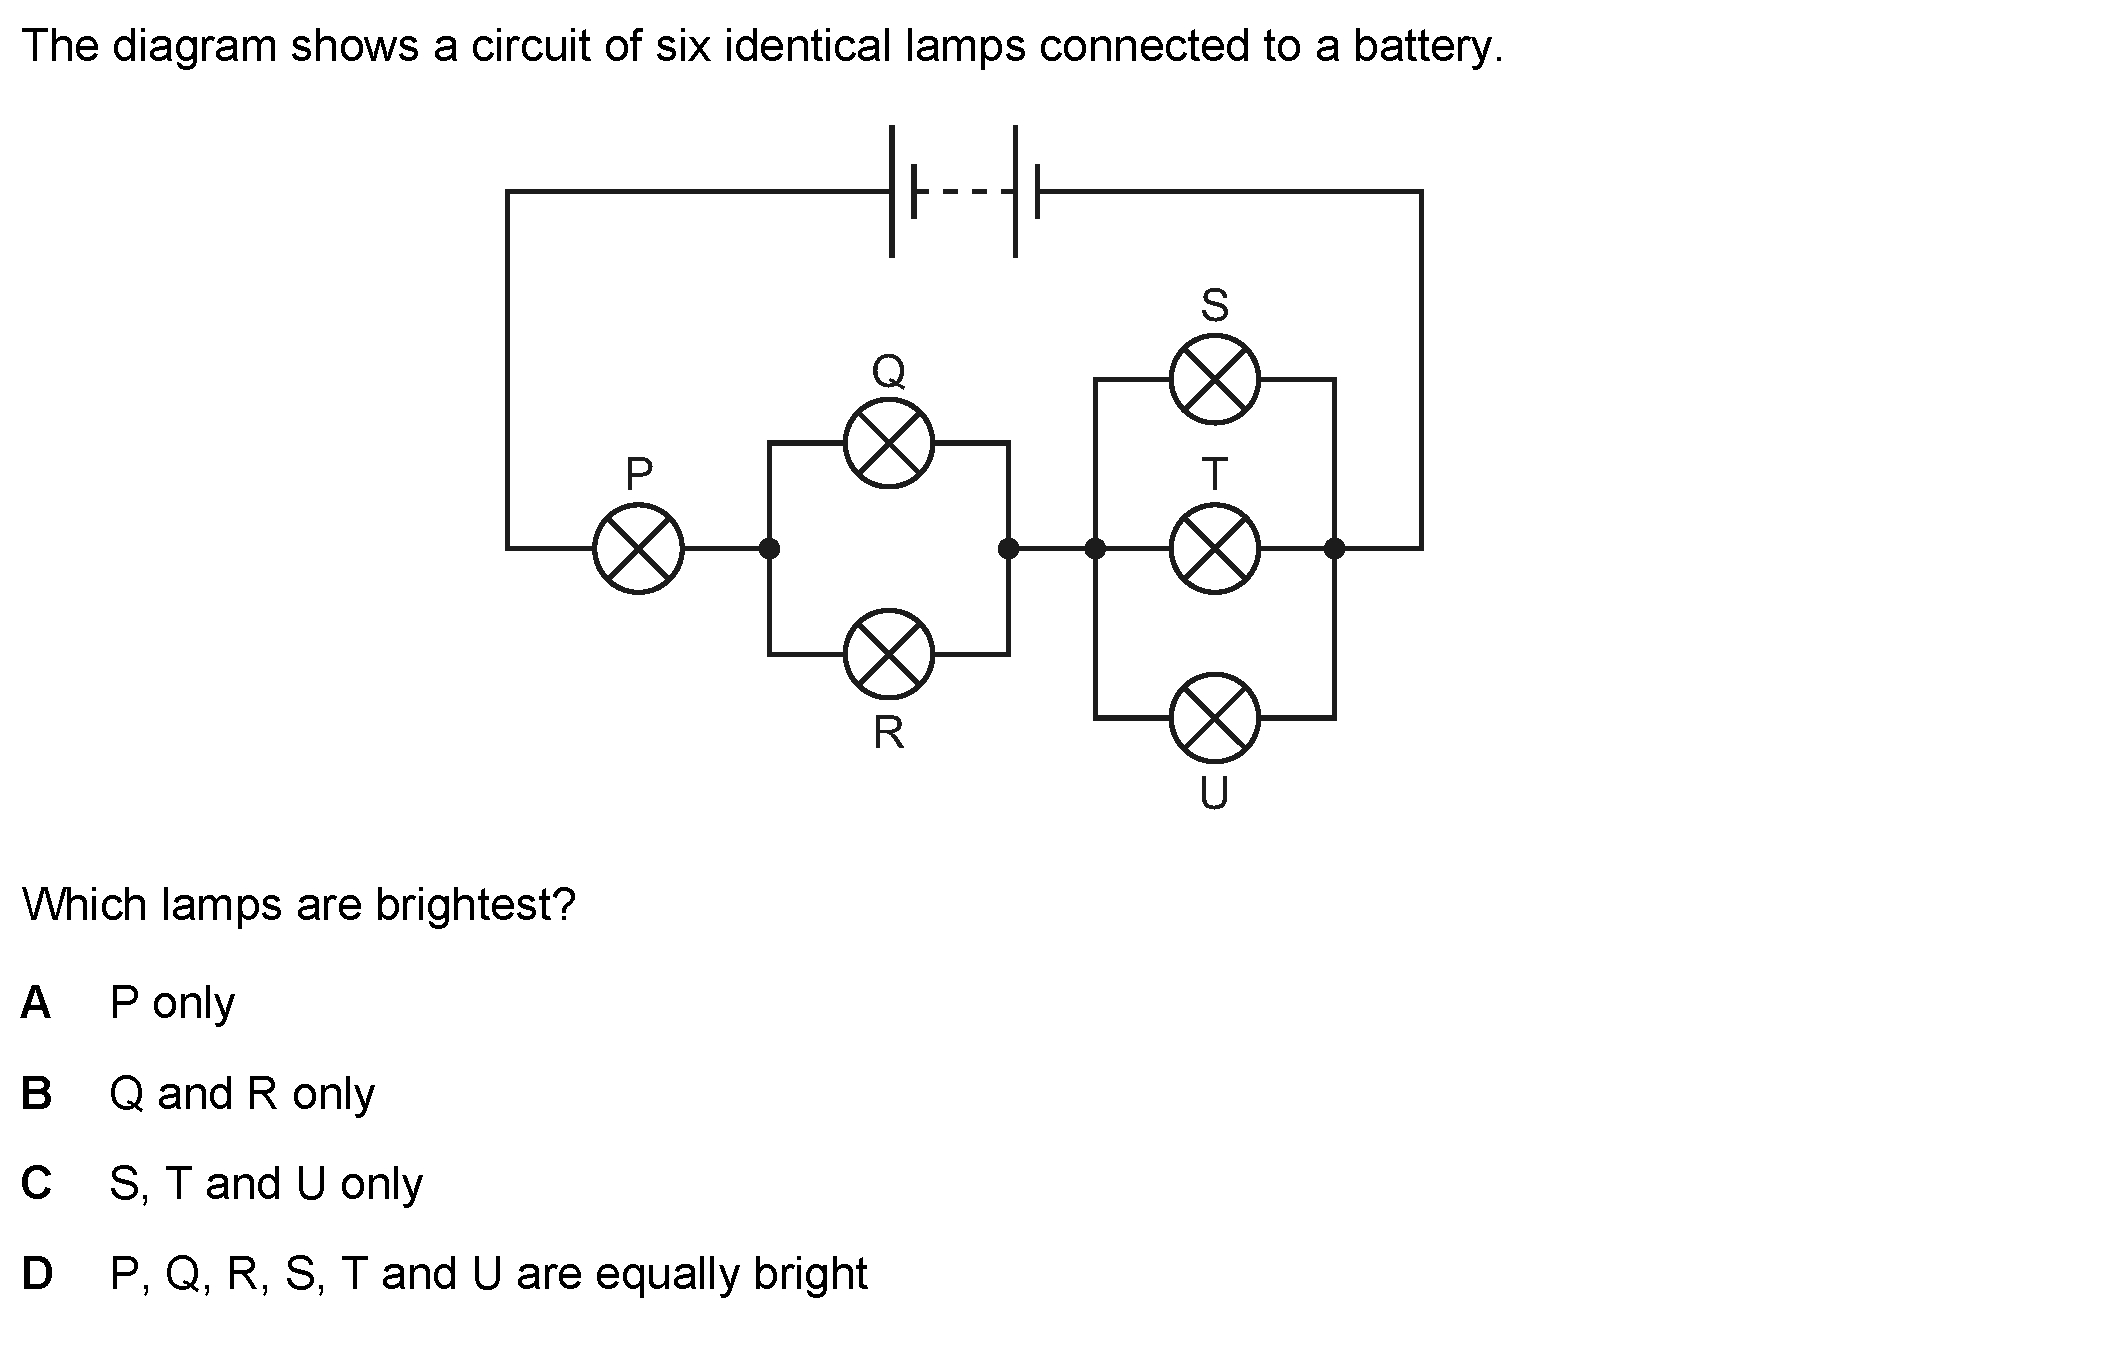 The diagram shows a circuit of six identical lamps connected to a battery.
S
Q
P
T
R
U
Which lamps are brightest?
A P only
B Q and R only
C S, T and U only
D P, Q, R, S, T and U are equally bright